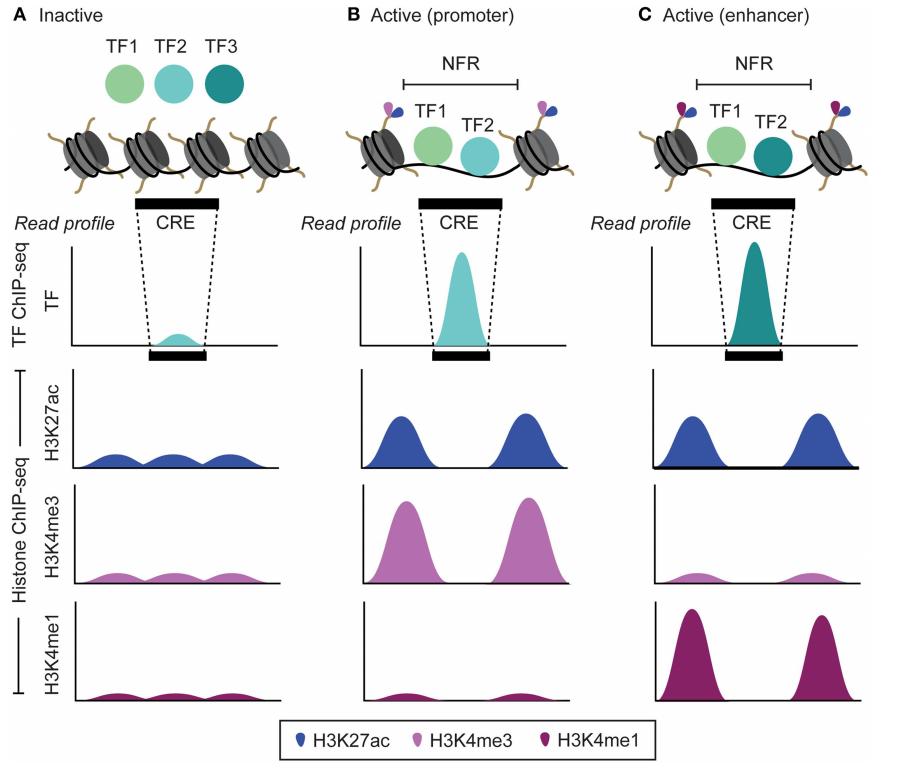 A Inactive
B Active (promoter)
C Active (enhancer)
TF1 TF2 TF3
NFR
TF1
TF2
NFR
TF1
TF2
Read profile
CRE
Read profile
CRE
Read profile
CRE
TF ChIP-seq
TF
Histone ChIP-seq
H3K27ac
H3K4me3
H3K4me1
H3K27ac H3K4me3 H3K4me1